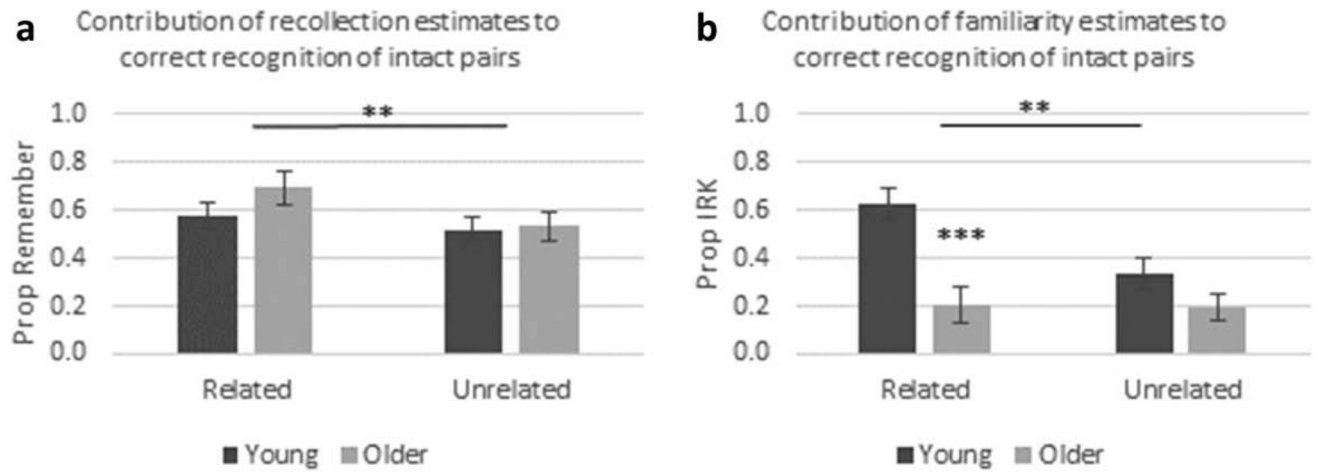 a
Contribution of recollection estimates to
correct recognition of intact pairs
**
Prop Remember
1.0
0.8
0.6
0.4
0.2
0.0
Related
Unrelated
Young
Older
b
Contribution of familiarity estimates to
correct recognition of intact pairs
**
***
Prop IRK
1.0
0.8
0.6
0.4
0.2
0.0
Related
Unrelated
Young
Older